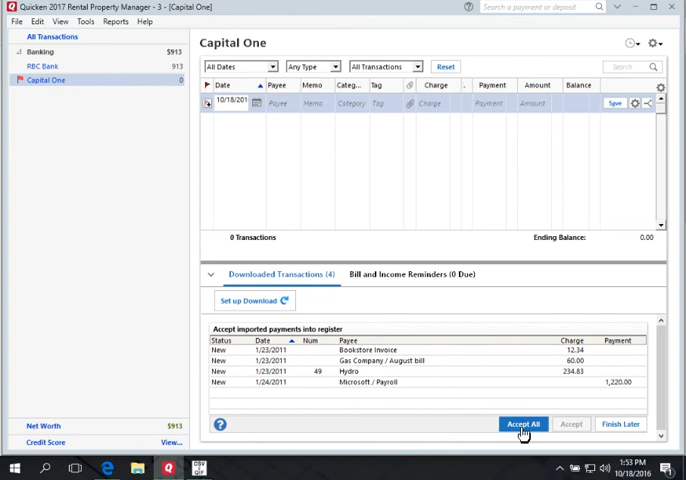 Quicken 2017 Rental Property Manager - 3 - [Capital One]
Search a payment or deposit
File Edit View Tools Reports Help
All Transactions
Banking $913
RBC Bank 913
Capital One 0
Capital One
All Dates Any Type All Transactions Reset Search
Date Payee Memo Categ... Tag Charge . Payment Amount Balance
10/18/201 Payee Memo Category Tag Charge Payment Amount Save
0 Transactions Ending Balance: 0.00
Downloaded Transactions (4) Bill and Income Reminders (0 Due)
Set up Download
Accept imported payments into register
Status Date Num Payee Charge Payment
New 1/23/2011 Bookstore Invoice 12.34
New 1/23/2011 Gas Company / August bill 60.00
New 1/23/2011 49 Hydro 234.83
New 1/24/2011 Microsoft / Payroll 1,220.00
Accept All Accept Finish Later
Net Worth $913
Credit Score View...
CSV
QIF
1:53 PM
10/18/2016